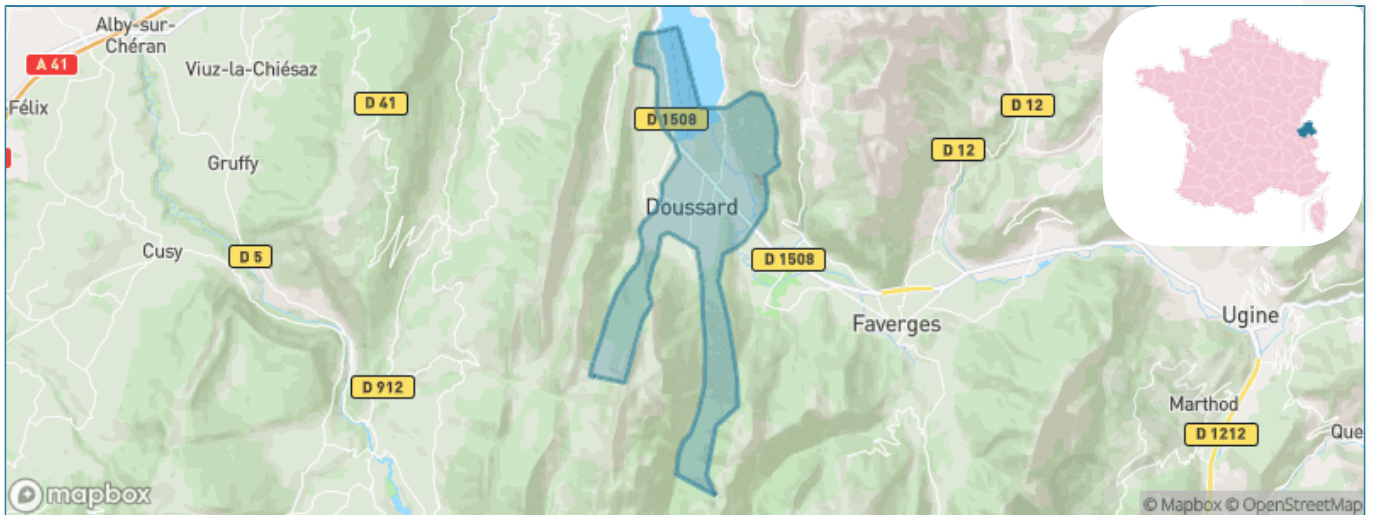 Alby-sur-
Chéran
A 41
Viuz-la-Chiésaz
-Félix
D 41
D 1508
D 12
D 12
Gruffy
Doussard
Cusy
D 5
D 1508
Faverges
Ugine
D 912
Marthod
D 1212
Que
mapbox
© Mapbox © OpenStreetMap